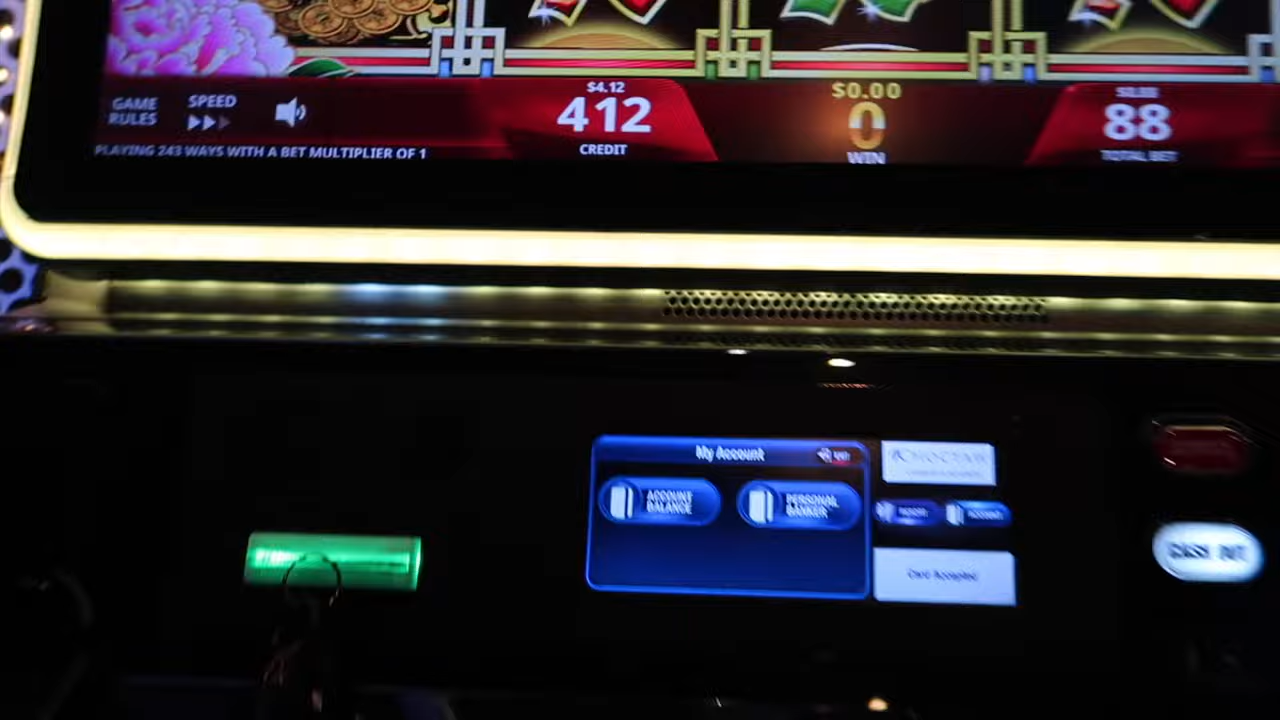 GAME RULES
SPEED
$4.12
412
CREDIT
$0.00
0
WIN
88
TOTAL BET
PLAYING 243 WAYS WITH A BET MULTIPLIER OF 1
My Account
ACCOUNT BALANCE
PERSONAL BANKER
Card Accepted
CASH OUT